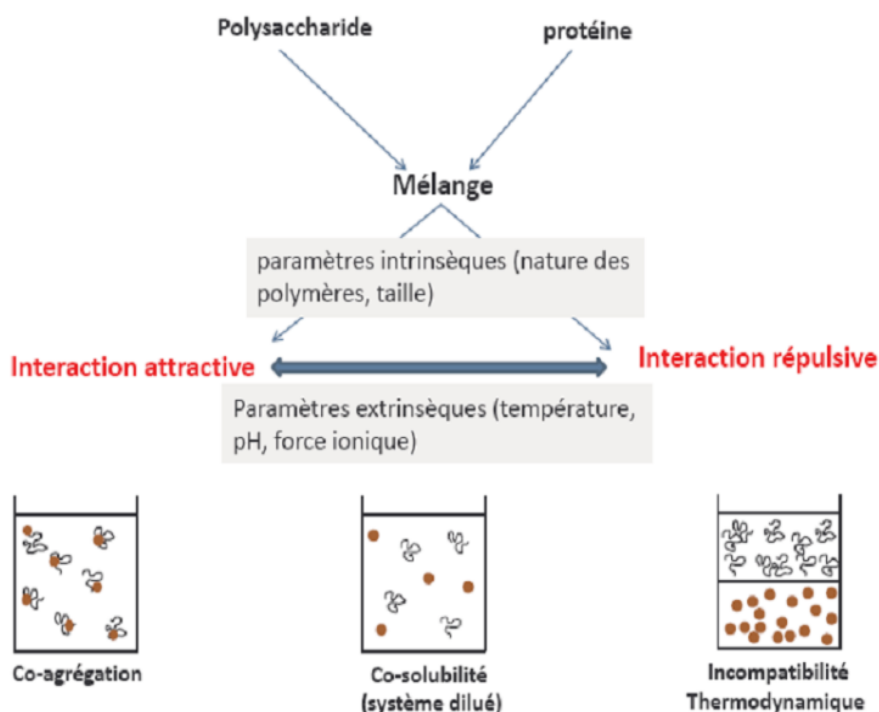 Polysaccharide
protéine
Mélange
paramètres intrinsèques (nature des
polymères, taille)
Interaction attractive
Interaction répulsive
Paramètres extrinsèques (température,
pH, force ionique)
Co-agrégation
Co-solubilité
(système dilué)
Incompatibilité
Thermodynamique